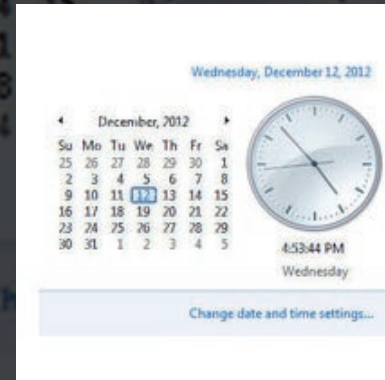 Wednesday, December 12, 2012
December, 2012
Su Mo Tu We Th Fr Sa
25 26 27 28 29 30 1
2 3 4 5 6 7 8
9 10 11 12 13 14 15
16 17 18 19 20 21 22
23 24 25 26 27 28 29
30 31 1 2 3 4 5
4:53:44 PM
Wednesday
Change date and time settings...